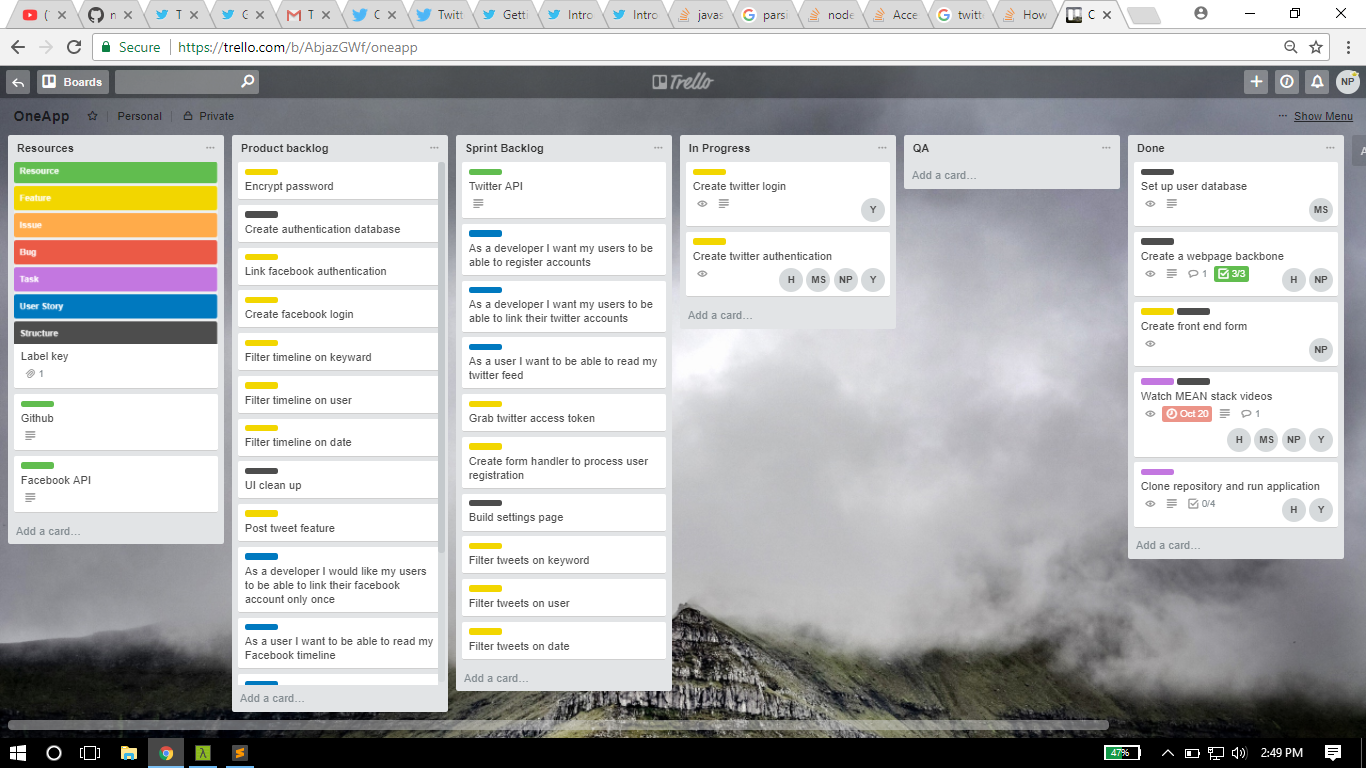 (
n
T
G
T
C
Twitt
Getti
Intro
Intro
javas
parsi
node
Acce
twitt
How
C
Secure
https://trello.com/b/AbjazGWf/oneapp
Boards
Trello
NP
OneApp
Personal
Private
Show Menu
Resources
Resource
Feature
Issue
Bug
Task
User Story
Structure
Label key
1
Github
Facebook API
Add a card…
Product backlog
Encrypt password
Create authentication database
Link facebook authentication
Create facebook login
Filter timeline on keyward
Filter timeline on user
Filter timeline on date
UI clean up
Post tweet feature
As a developer I would like my users
to be able to link their facebook
account only once
As a user I want to be able to read my
Facebook timeline
Add a card…
Sprint Backlog
Twitter API
As a developer I want my users to be
able to register accounts
As a developer I want my users to be
able to link their twitter accounts
As a user I want to be able to read my
twitter feed
Grab twitter access token
Create form handler to process user
registration
Build settings page
Filter tweets on keyword
Filter tweets on user
Filter tweets on date
Add a card…
In Progress
Create twitter login
Y
Create twitter authentication
H MS NP Y
Add a card…
QA
Add a card…
Done
Set up user database
MS
Create a webpage backbone
1 3/3 H NP
Create front end form
NP
Watch MEAN stack videos
Oct 20 1
H MS NP Y
Clone repository and run application
0/4 H Y
Add a card…
A
47%
2:49 PM